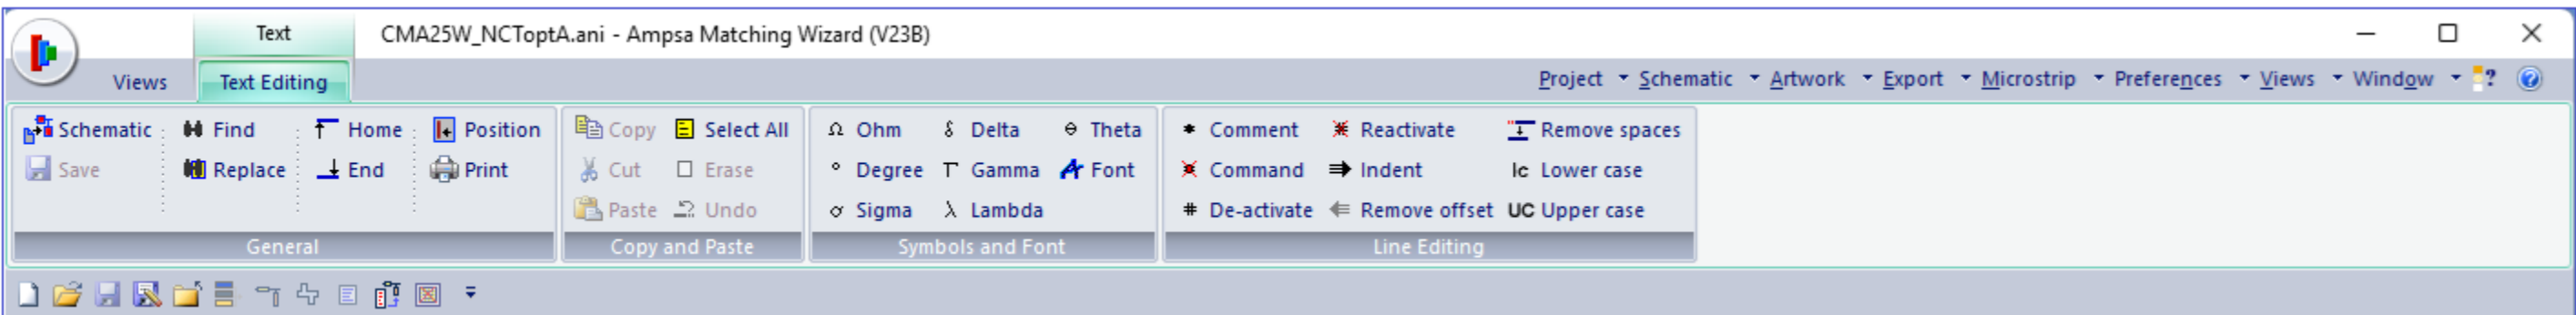 Text CMA25W_NCToptA.ani - Ampsa Matching Wizard (V23B)
Views Text Editing Project Schematic Artwork Export Microstrip Preferences Views Window ?
Schematic Find Home Position Copy Select All Ω Ohm δ Delta θ Theta * Comment Reactivate Remove spaces
Save Replace End Print Cut Erase ° Degree Γ Gamma A Font Command Indent lc Lower case
Paste Undo σ Sigma λ Lambda # De-activate Remove offset UC Upper case
General Copy and Paste Symbols and Font Line Editing